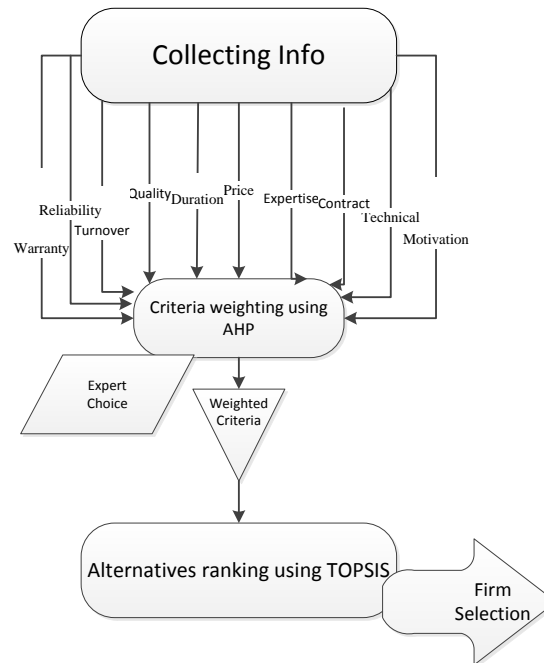 Collecting Info
Quality
Duration
Price
Expertise
Contract
Reliability
Turnover
Technical
Warranty
Motivation
Criteria weighting using
AHP
Expert
Choice
Weighted
Criteria
Alternatives ranking using TOPSIS
Firm
Selection